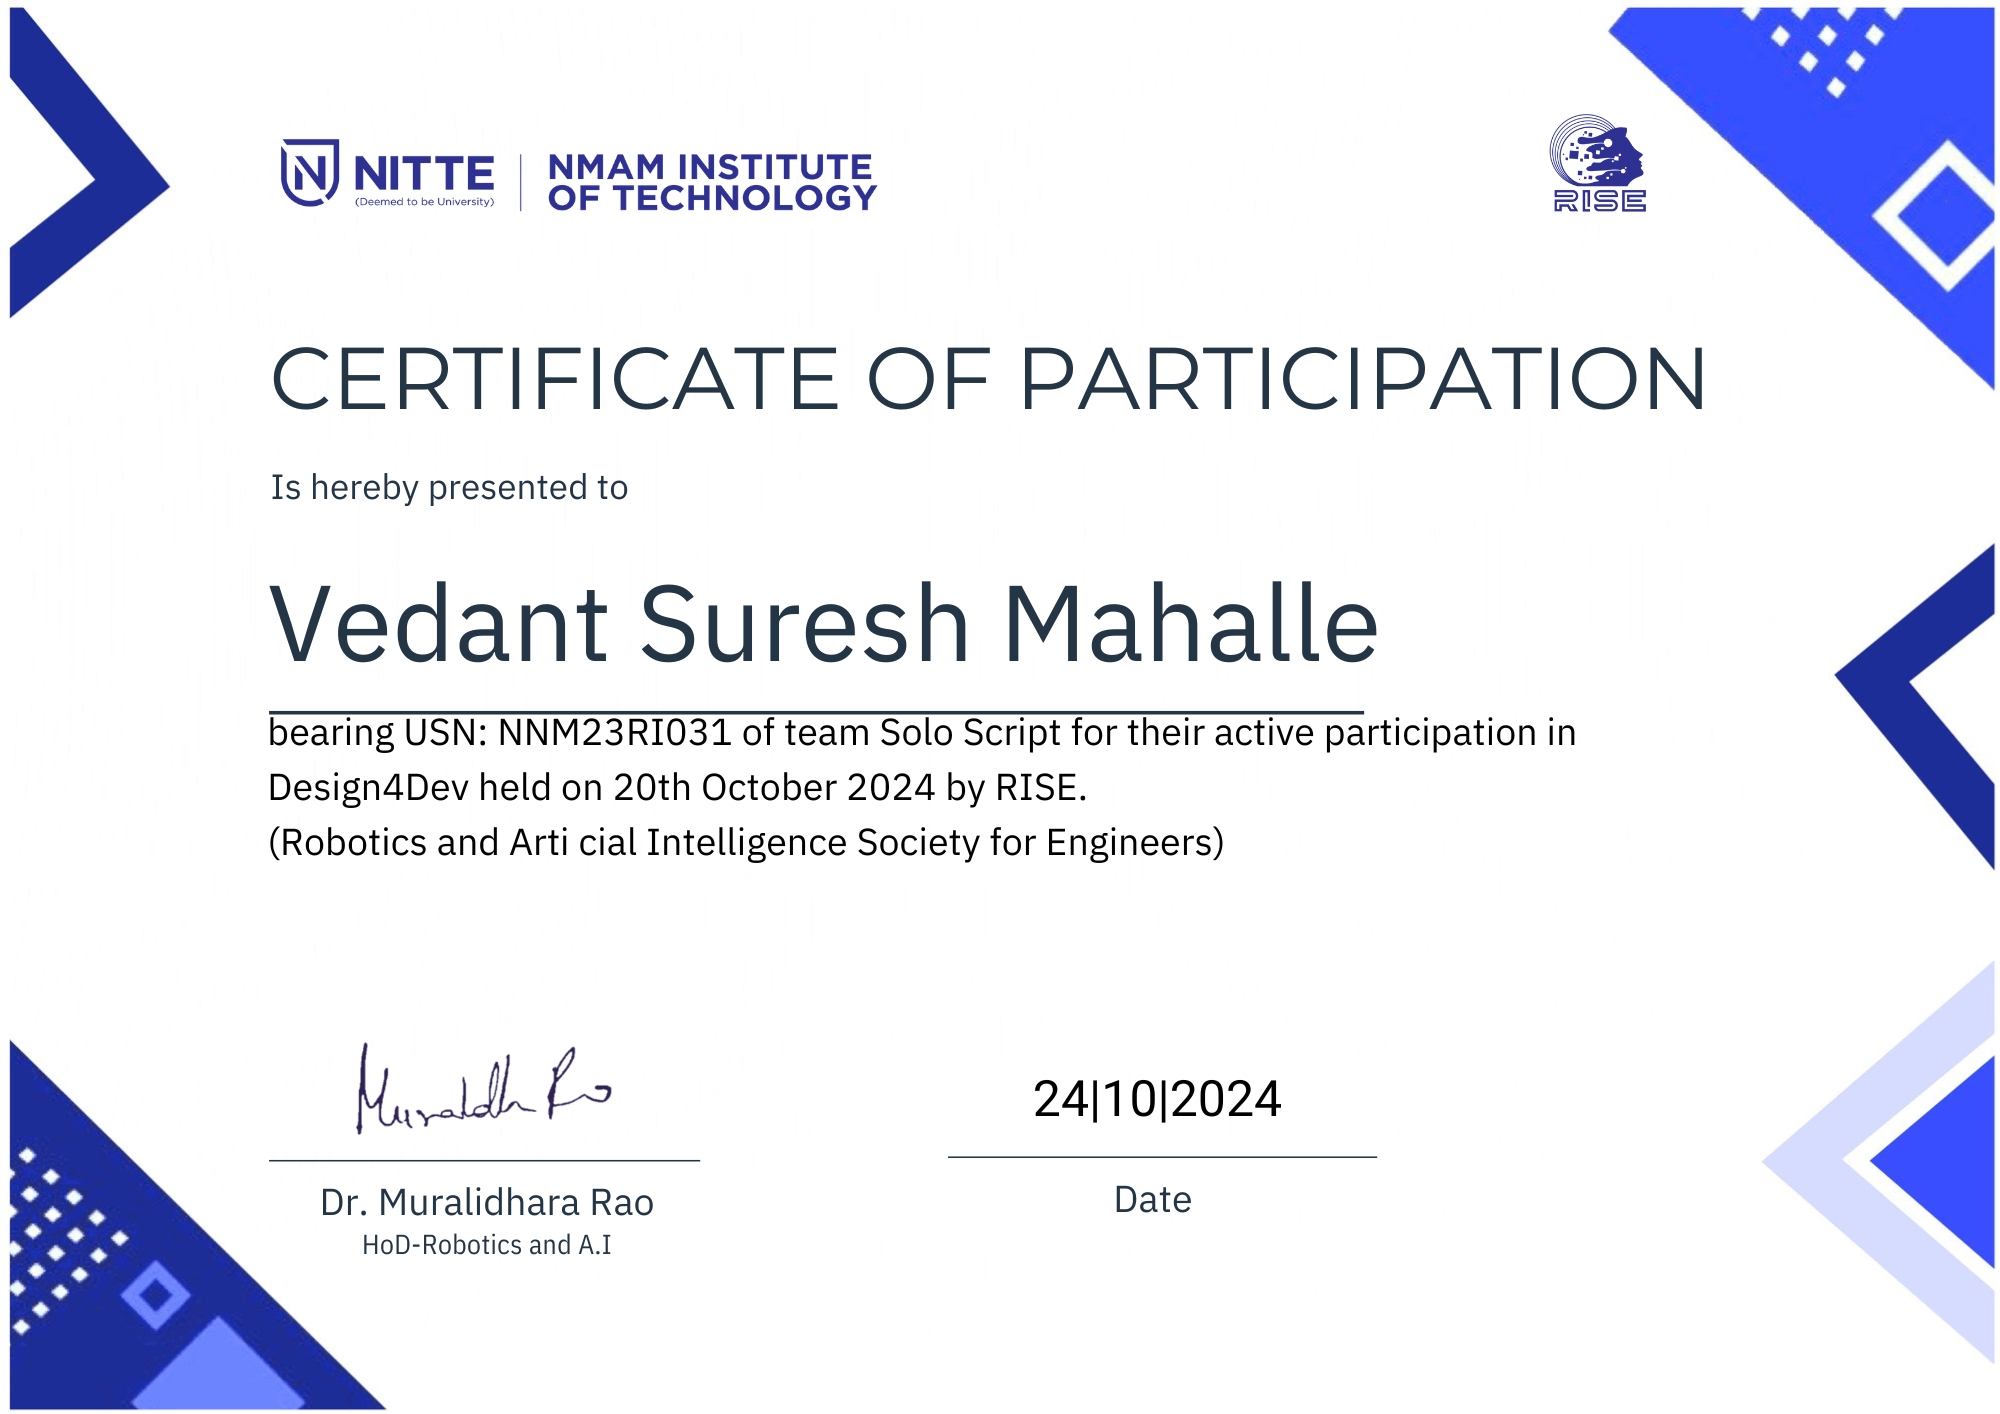 NITTE
(Deemed to be University)
NMAM INSTITUTE
OF TECHNOLOGY
RISE
CERTIFICATE OF PARTICIPATION
Is hereby presented to
Vedant Suresh Mahalle
bearing USN: NNM23RI031 of team Solo Script for their active participation in
Design4Dev held on 20th October 2024 by RISE.
(Robotics and Arti cial Intelligence Society for Engineers)
24|10|2024
Dr. Muralidhara Rao
Date
HoD-Robotics and A.I